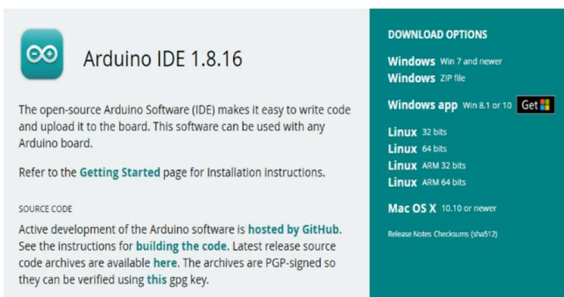 Arduino IDE 1.8.16
The open-source Arduino Software (IDE) makes it easy to write code
and upload it to the board. This software can be used with any
Arduino board.
Refer to the Getting Started page for Installation instructions.
SOURCE CODE
Active development of the Arduino software is hosted by GitHub.
See the instructions for building the code. Latest release source
code archives are available here. The archives are PGP-signed so
they can be verified using this gpg key.
DOWNLOAD OPTIONS
Windows Win 7 and newer
Windows ZIP file
Windows app Win 8.1 or 10 Get
Linux 32 bits
Linux 64 bits
Linux ARM 32 bits
Linux ARM 64 bits
Mac OS X 10.10 or newer
Release Notes Checksums (sha512)